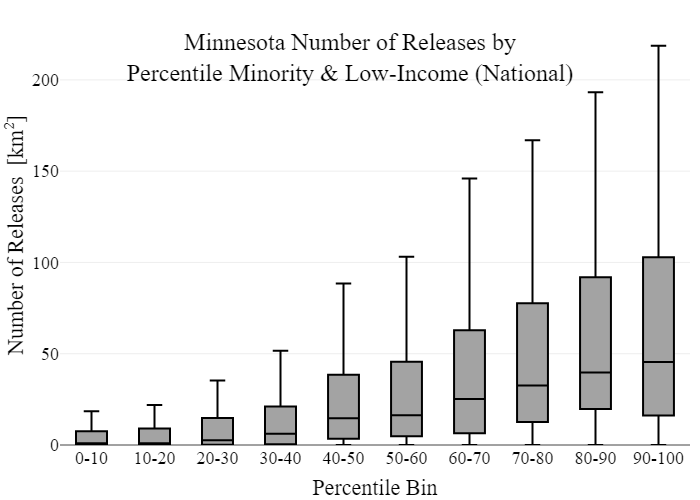 Minnesota Number of Releases by
Percentile Minority & Low-Income (National)
Number of Releases [km²]
200
150
100
50
0
0-10 10-20 20-30 30-40 40-50 50-60 60-70 70-80 80-90 90-100
Percentile Bin